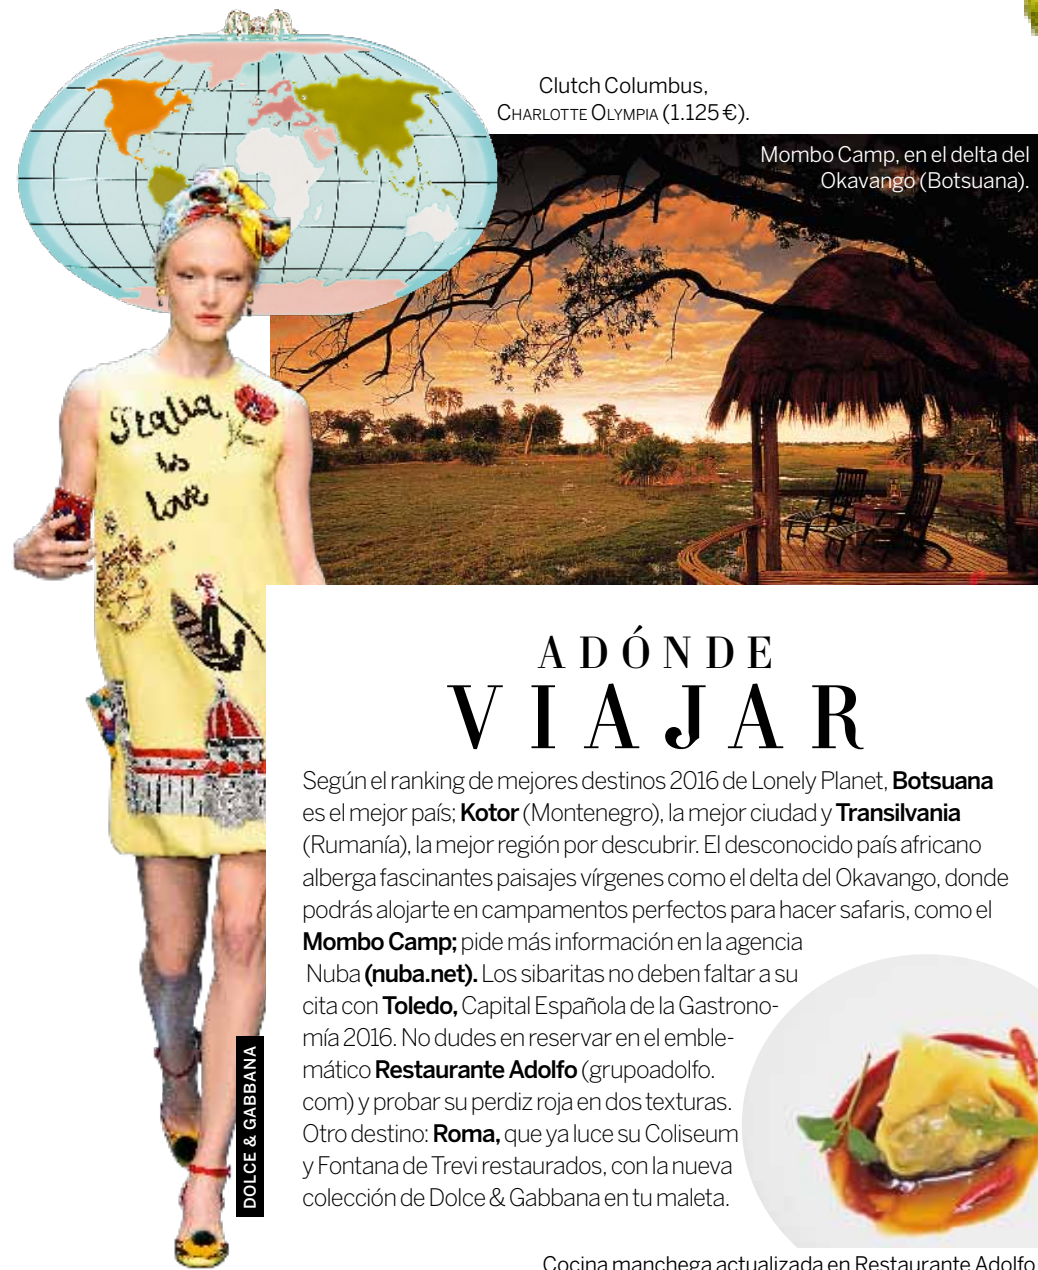 Clutch Columbus,
CHARLOTTE OLYMPIA (1.125 €).
Mombo Camp, en el delta del
Okavango (Botsuana).
Italia
is
love
ADÓNDE
VIAJAR
Según el ranking de mejores destinos 2016 de Lonely Planet, Botsuana
es el mejor país; Kotor (Montenegro), la mejor ciudad y Transilvania
(Rumanía), la mejor región por descubrir. El desconocido país africano
alberga fascinantes paisajes vírgenes como el delta del Okavango, donde
podrás alojarte en campamentos perfectos para hacer safaris, como el
Mombo Camp; pide más información en la agencia
Nuba (nuba.net). Los sibaritas no deben faltar a su
cita con Toledo, Capital Española de la Gastrono-
mía 2016. No dudes en reservar en el emble-
mático Restaurante Adolfo (grupoadolfo.
com) y probar su perdiz roja en dos texturas.
Otro destino: Roma, que ya luce su Coliseum
y Fontana de Trevi restaurados, con la nueva
colección de Dolce & Gabbana en tu maleta.
DOLCE & GABBANA
Cocina manchega actualizada en Restaurante Adolfo